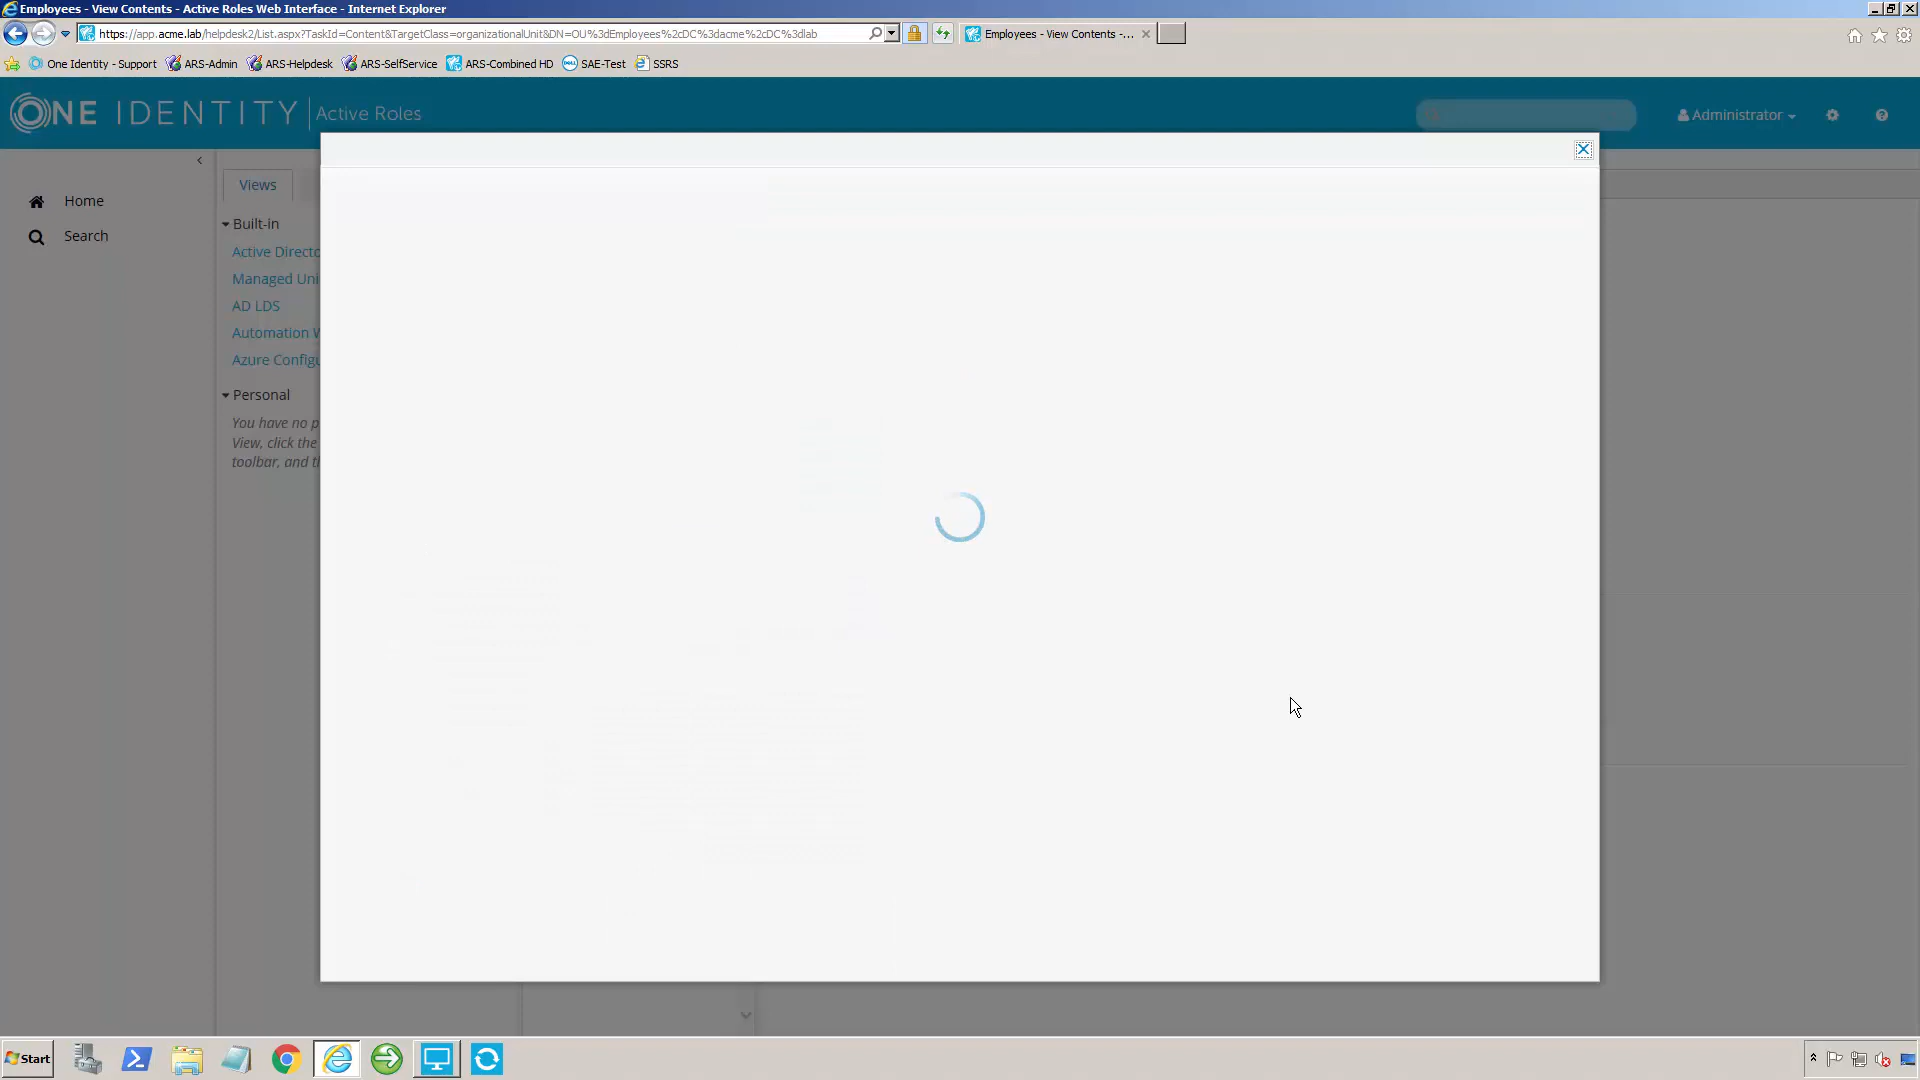 Employees - View Contents - Active Roles Web Interface - Internet Explorer
https://app.acme.lab/helpdesk2/List.aspx?TaskId=Content&TargetClass=organizationalUnit&DN=OU%3dEmployees%2cDC%3dacme%2cDC%3dlab
Employees - View Contents -...
One Identity - Support
ARS-Admin
ARS-Helpdesk
ARS-SelfService
ARS-Combined HD
SAE-Test
SSRS
ONE IDENTITY
Active Roles
Administrator
Home
Search
Views
Built-in
Active Directo
Managed Uni
AD LDS
Automation W
Azure Configu
Personal
You have no p
View, click the
toolbar, and th
Start